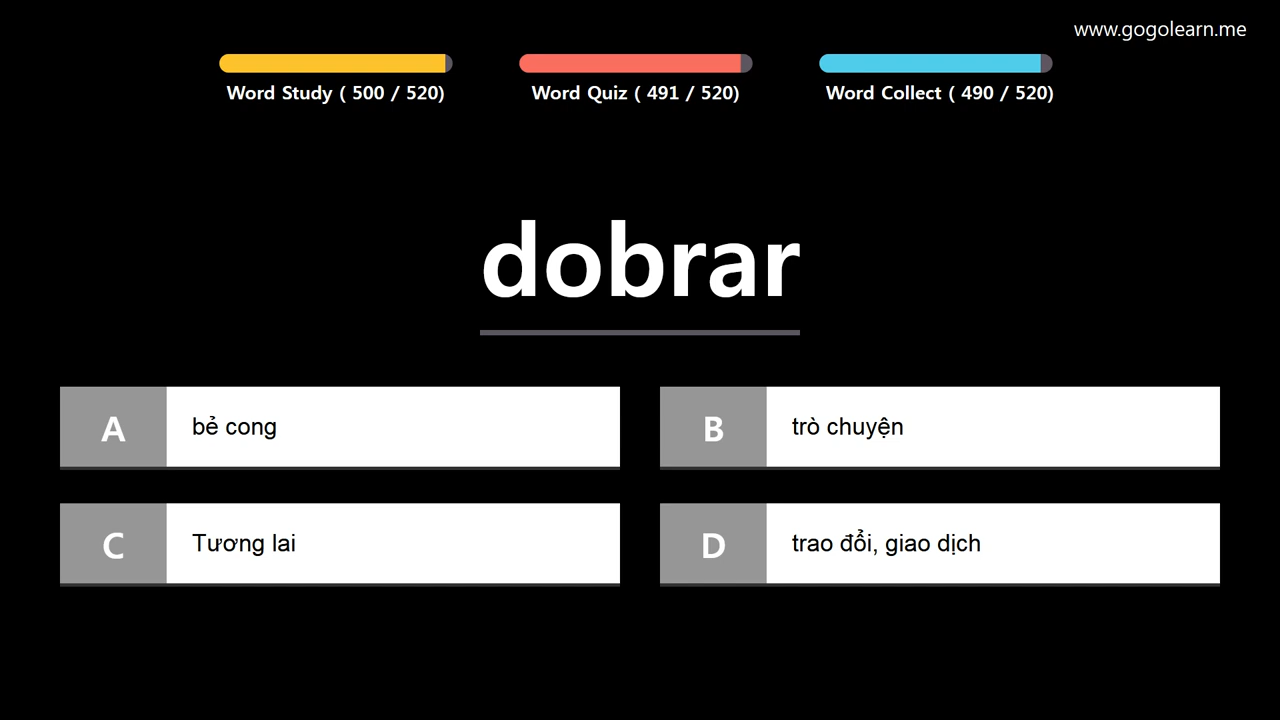 www.gogolearn.me
Word Study ( 500 / 520)
Word Quiz ( 491 / 520)
Word Collect ( 490 / 520)
dobrar
A
bẻ cong
B
trò chuyện
C
Tương lai
D
trao đổi, giao dịch